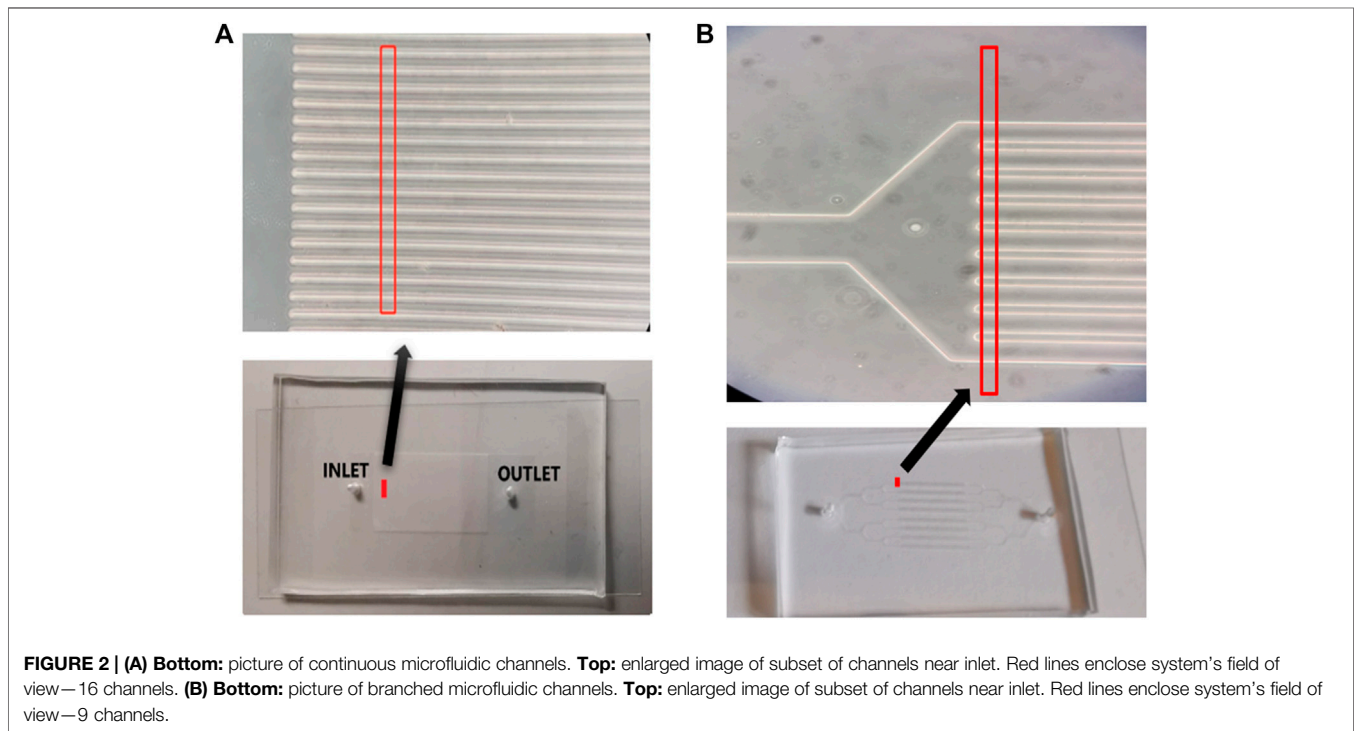 A
B
INLET
OUTLET
FIGURE 2 | (A) Bottom: picture of continuous microfluidic channels. Top: enlarged image of subset of channels near inlet. Red lines enclose system's field of
view—16 channels. (B) Bottom: picture of branched microfluidic channels. Top: enlarged image of subset of channels near inlet. Red lines enclose system's field of
view—9 channels.